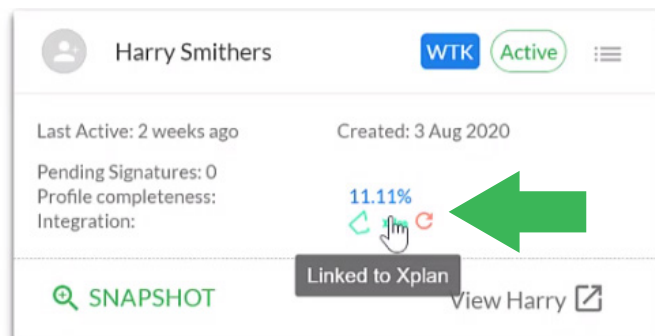 Harry Smithers WTK Active
Last Active: 2 weeks ago Created: 3 Aug 2020
Pending Signatures: 0
Profile completeness: 11.11%
Integration:
Linked to Xplan
SNAPSHOT View Harry